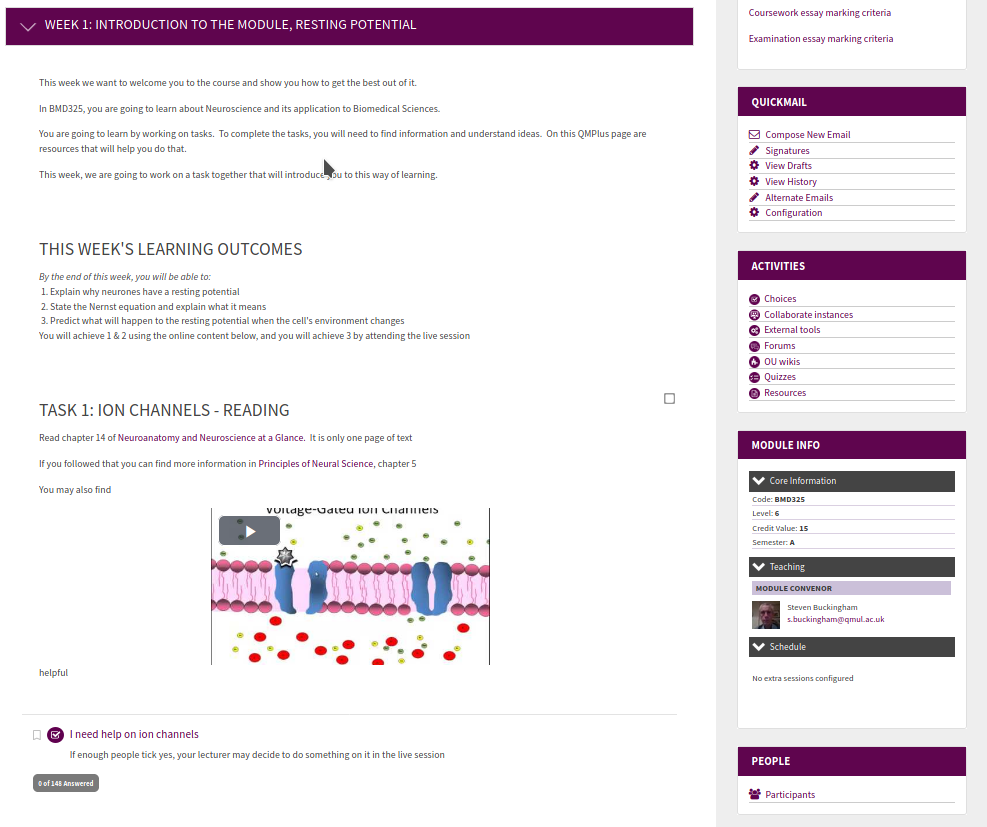 WEEK 1: INTRODUCTION TO THE MODULE, RESTING POTENTIAL
This week we want to welcome you to the course and show you how to get the best out of it.
In BMD325, you are going to learn about Neuroscience and its application to Biomedical Sciences.
You are going to learn by working on tasks. To complete the tasks, you will need to find information and understand ideas. On this QMPlus page are
resources that will help you do that.
This week, we are going to work on a task together that will introduce you to this way of learning.
THIS WEEK'S LEARNING OUTCOMES
By the end of this week, you will be able to:
1. Explain why neurones have a resting potential
2. State the Nernst equation and explain what it means
3. Predict what will happen to the resting potential when the cell's environment changes
You will achieve 1 & 2 using the online content below, and you will achieve 3 by attending the live session
TASK 1: ION CHANNELS - READING
Read chapter 14 of Neuroanatomy and Neuroscience at a Glance. It is only one page of text
If you followed that you can find more information in Principles of Neural Science, chapter 5
You may also find
Voltage-Gated Ion Channels
helpful
I need help on ion channels
If enough people tick yes, your lecturer may decide to do something on it in the live session
0 of 148 Answered
Coursework essay marking criteria
Examination essay marking criteria
QUICKMAIL
Compose New Email
Signatures
View Drafts
View History
Alternate Emails
Configuration
ACTIVITIES
Choices
Collaborate instances
External tools
Forums
OU wikis
Quizzes
Resources
MODULE INFO
Core Information
Code: BMD325
Level: 6
Credit Value: 15
Semester: A
Teaching
MODULE CONVENOR
Steven Buckingham
s.buckingham@qmul.ac.uk
Schedule
No extra sessions configured
PEOPLE
Participants